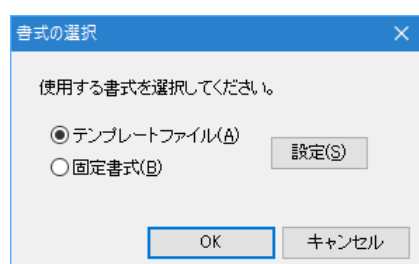 書式の選択
使用する書式を選択してください。
テンプレートファイル(A)
設定(S)
固定書式(B)
OK
キャンセル